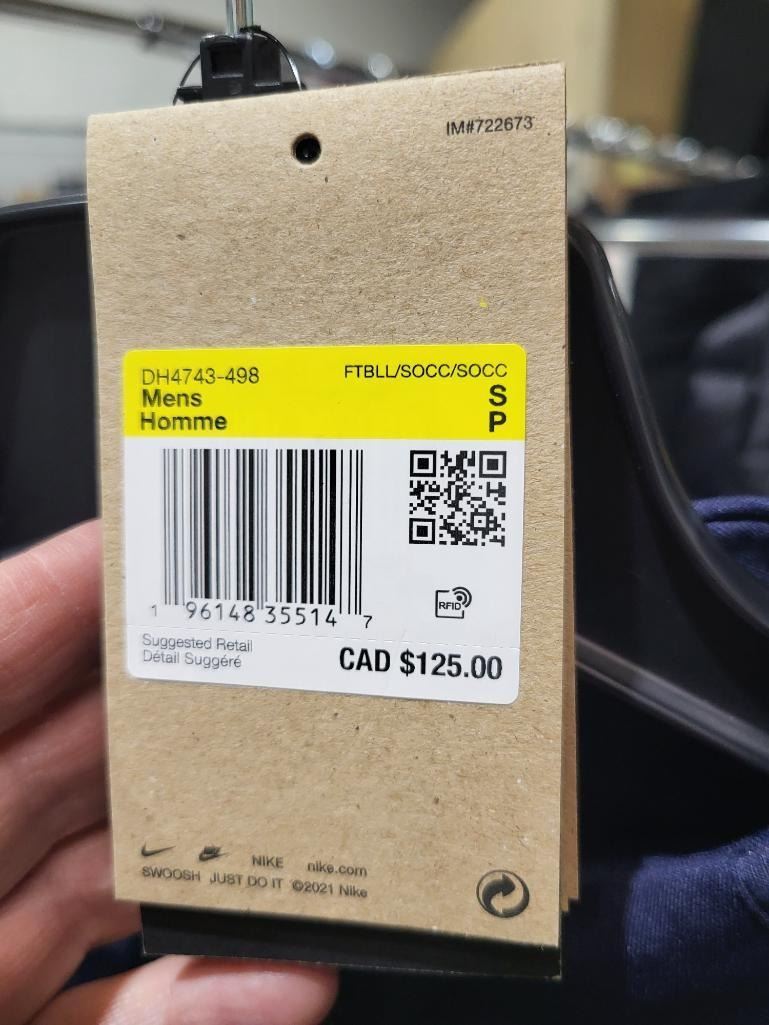 IM#722673
DH4743-498
FTBLL/SOCC/SOCC
Mens
S
Homme
P
1 96148 35514 7
RFID
Suggested Retail
Détail Suggéré
CAD $125.00
NIKE nike.com
SWOOSH JUST DO IT ©2021 Nike